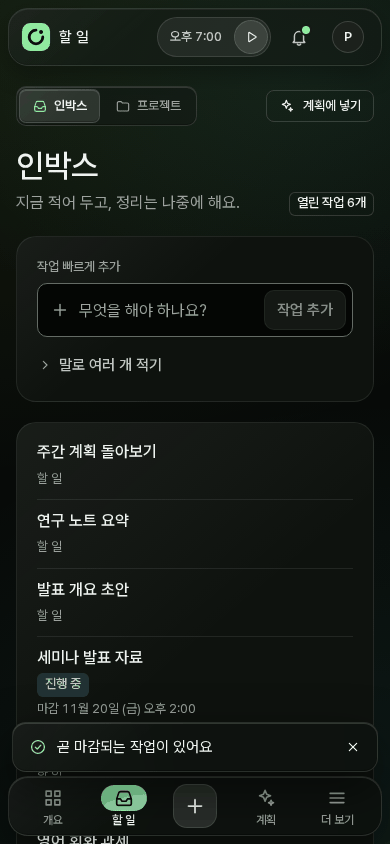 할 일
오후 7:00
P
인박스
프로젝트
계획에 넣기
인박스
지금 적어 두고, 정리는 나중에 해요.
열린 작업 6개
작업 빠르게 추가
무엇을 해야 하나요?
작업 추가
말로 여러 개 적기
주간 계획 돌아보기
할 일
연구 노트 요약
할 일
발표 개요 초안
할 일
세미나 발표 자료
진행 중
마감 11월 20일 (금) 오후 2:00
곧 마감되는 작업이 있어요
개요
할 일
계획
더 보기
영어 회화 과제